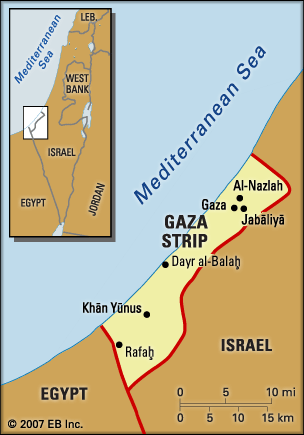 LEB.
Mediterranean
Sea
WEST
BANK
ISRAEL
EGYPT
JORDAN
Mediterranean Sea
Al-Nazlah
Gaza
Jabālīyā
GAZA
STRIP
Dayr al-Balaḥ
Khān Yūnus
Rafaḥ
ISRAEL
EGYPT
0 5 10 mi
0 5 10 15 km
© 2007 EB Inc.